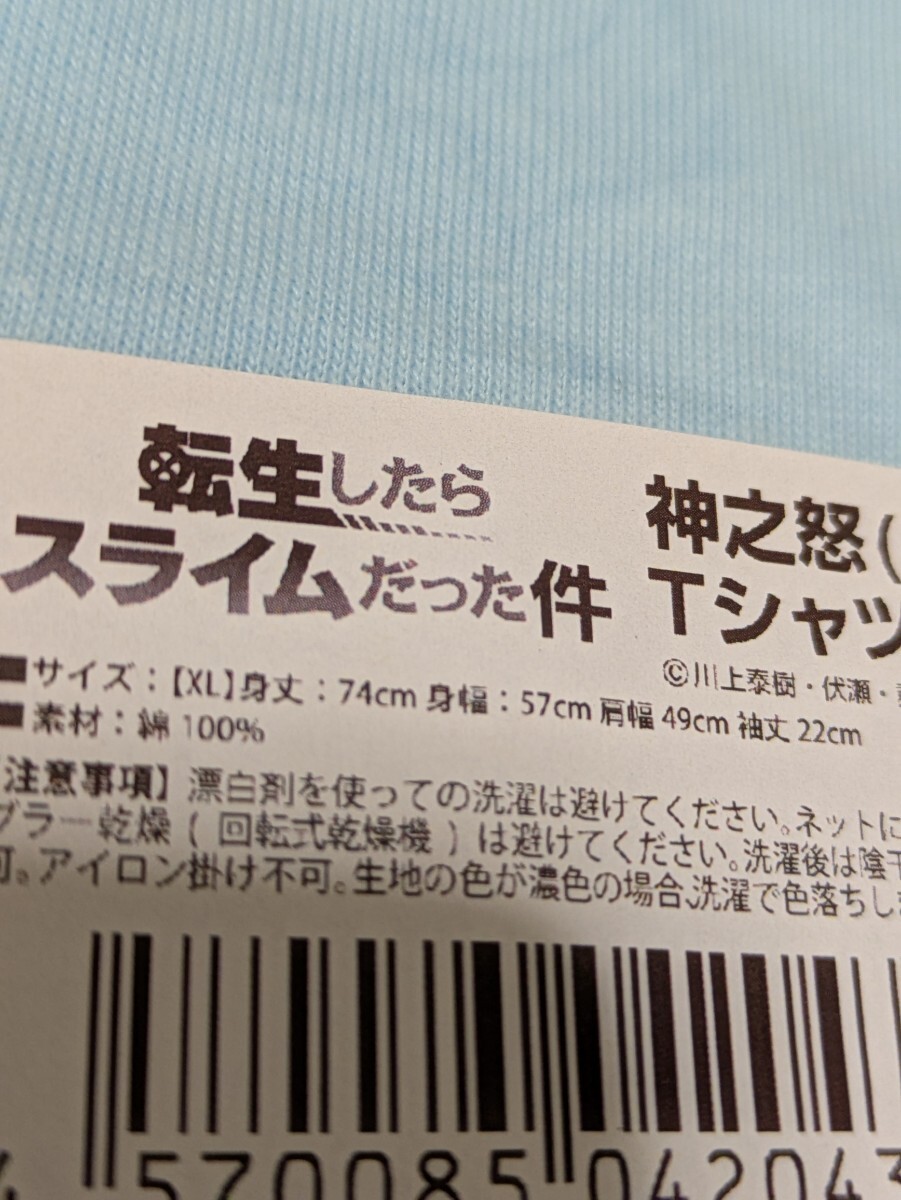 転生したら
スライムだった件
神之怒(
Tシャツ
©川上泰樹・伏瀬・
■サイズ：【XL】身丈：74cm 身幅：57cm 肩幅 49cm 袖丈 22cm
■素材：綿 100%
【注意事項】漂白剤を使っての洗濯は避けてください。ネットに
ブラー乾燥(回転式乾燥機)は避けてください。洗濯後は陰干
可。アイロン掛け不可。生地の色が濃色の場合、洗濯で色落ちしま
4 570085 042043